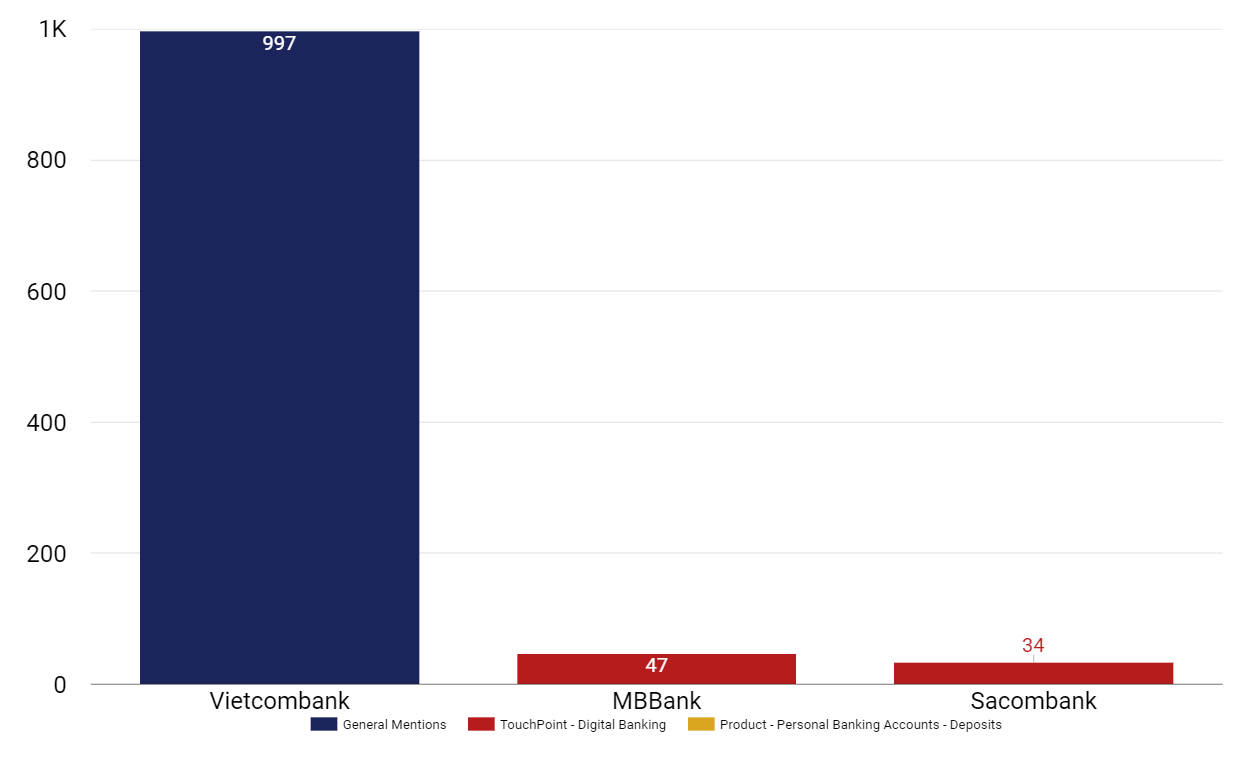 1K
997
800
600
400
200
34
47
0
Vietcombank MBBank Sacombank
General Mentions TouchPoint - Digital Banking Product - Personal Banking Accounts - Deposits